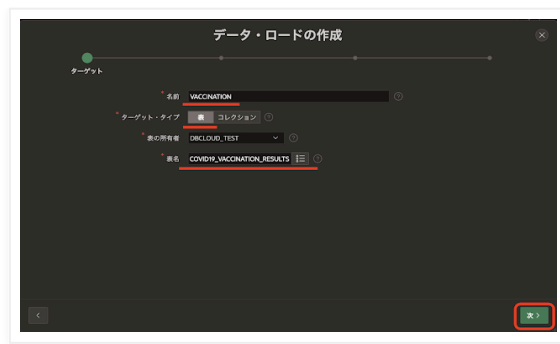 データ・ロードの作成
ターゲット
* 名前 VACCINATION
* ターゲット・タイプ 表 コレクション
* 表の所有者 DBCLOUD_TEST
* 表名 COVID19_VACCINATION_RESULTS
次 >